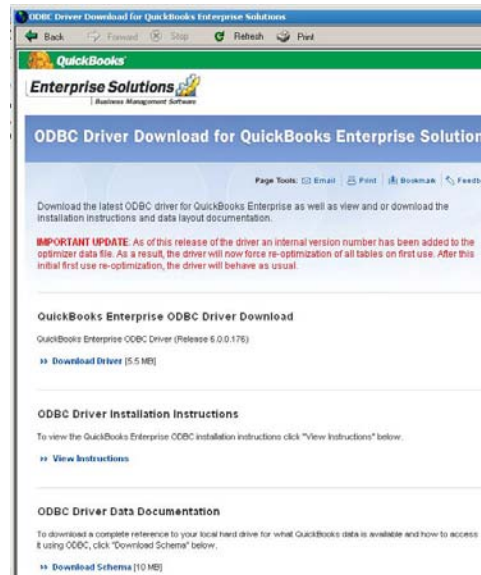 ODBC Driver Download for QuickBooks Enterprise Solutions
Back Forward Stop Refresh Print
QuickBooks
Enterprise Solutions
Business Management Software
ODBC Driver Download for QuickBooks Enterprise Solution
Page Tools: Email Print Bookmark Feedb
Download the latest ODBC driver for QuickBooks Enterprise as well as view and or download the
installation instructions and data layout documentation.
IMPORTANT UPDATE: As of this release of the driver an internal version number has been added to the
optimizer data file. As a result, the driver will now force re-optimization of all tables on first use. After this
initial first use re-optimization, the driver will behave as usual.
QuickBooks Enterprise ODBC Driver Download
QuickBooks Enterprise ODBC Driver (Release 6.0.0.176)
»» Download Driver [5.5 MB]
ODBC Driver Installation Instructions
To view the QuickBooks Enterprise ODBC installation instructions click "View Instructions" below.
»» View Instructions
ODBC Driver Data Documentation
To download a complete reference to your local hard drive for what QuickBooks data is available and how to access
it using ODBC, click "Download Schema" below.
»» Download Schema [10 MB]